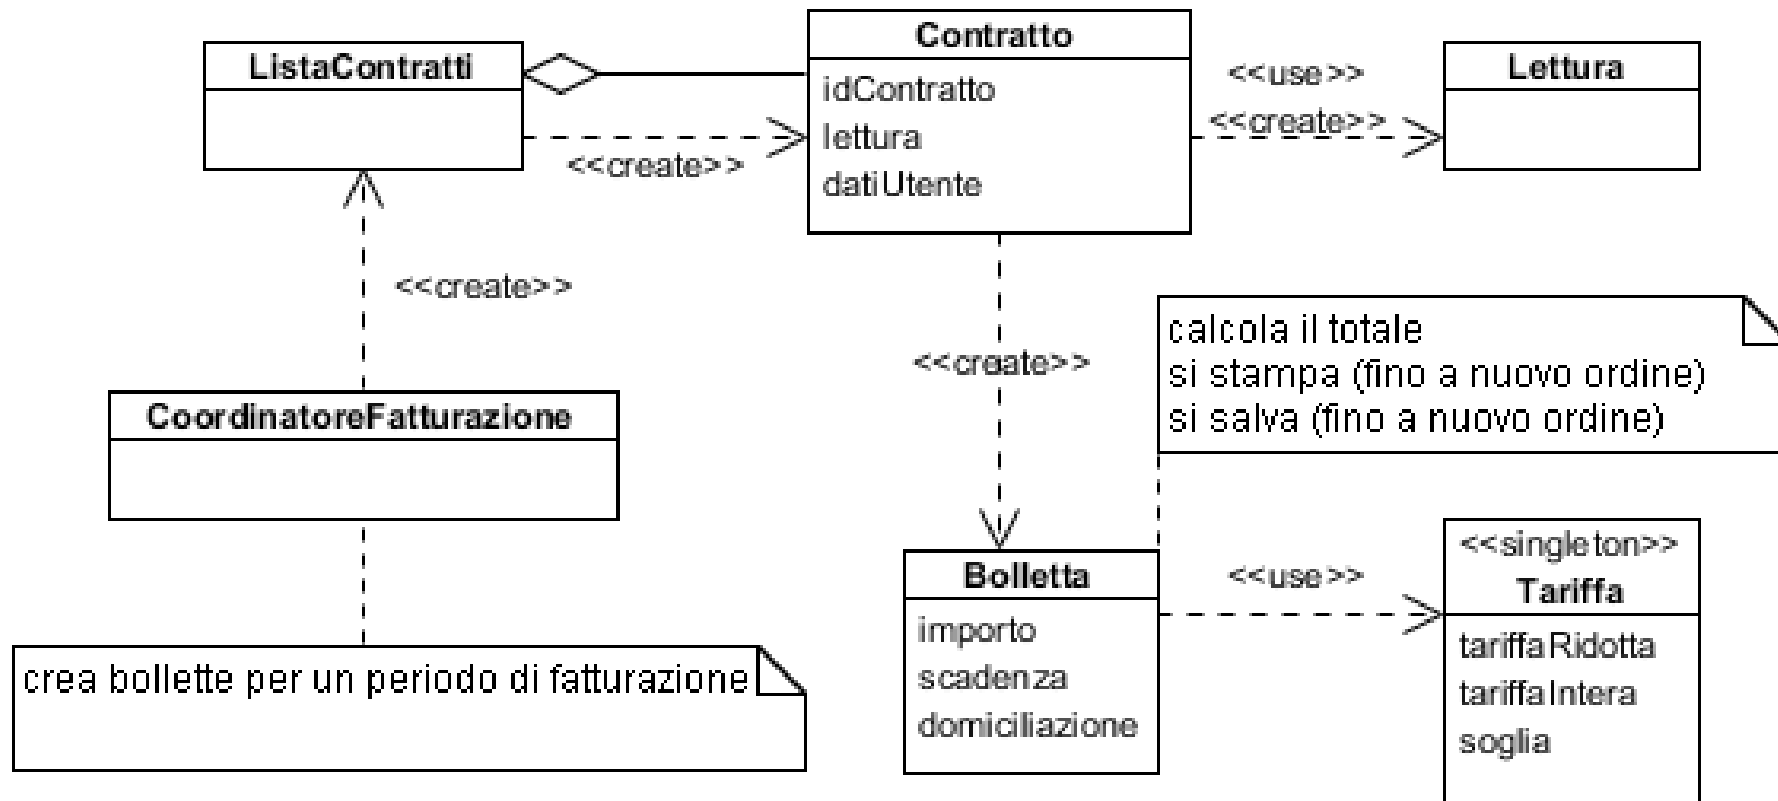 ListaContratti
<<create>>
Contratto
idContratto
lettura
datiUtente
<<use>>
<<create>>
Lettura
<<create>>
CoordinatoreFatturazione
crea bollette per un periodo di fatturazione
<<create>>
calcola il totale
si stampa (fino a nuovo ordine)
si salva (fino a nuovo ordine)
Bolletta
importo
scadenza
domiciliazione
<<use>>
<<singleton>>
Tariffa
tariffaRidotta
tariffaIntera
soglia